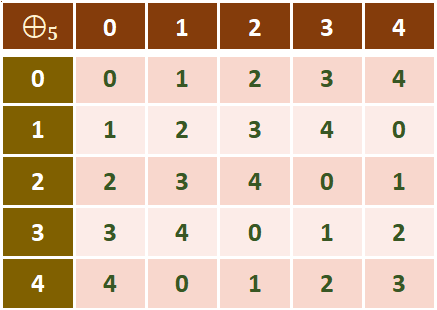 ⊕₅ 0 1 2 3 4
0 0 1 2 3 4
1 1 2 3 4 0
2 2 3 4 0 1
3 3 4 0 1 2
4 4 0 1 2 3